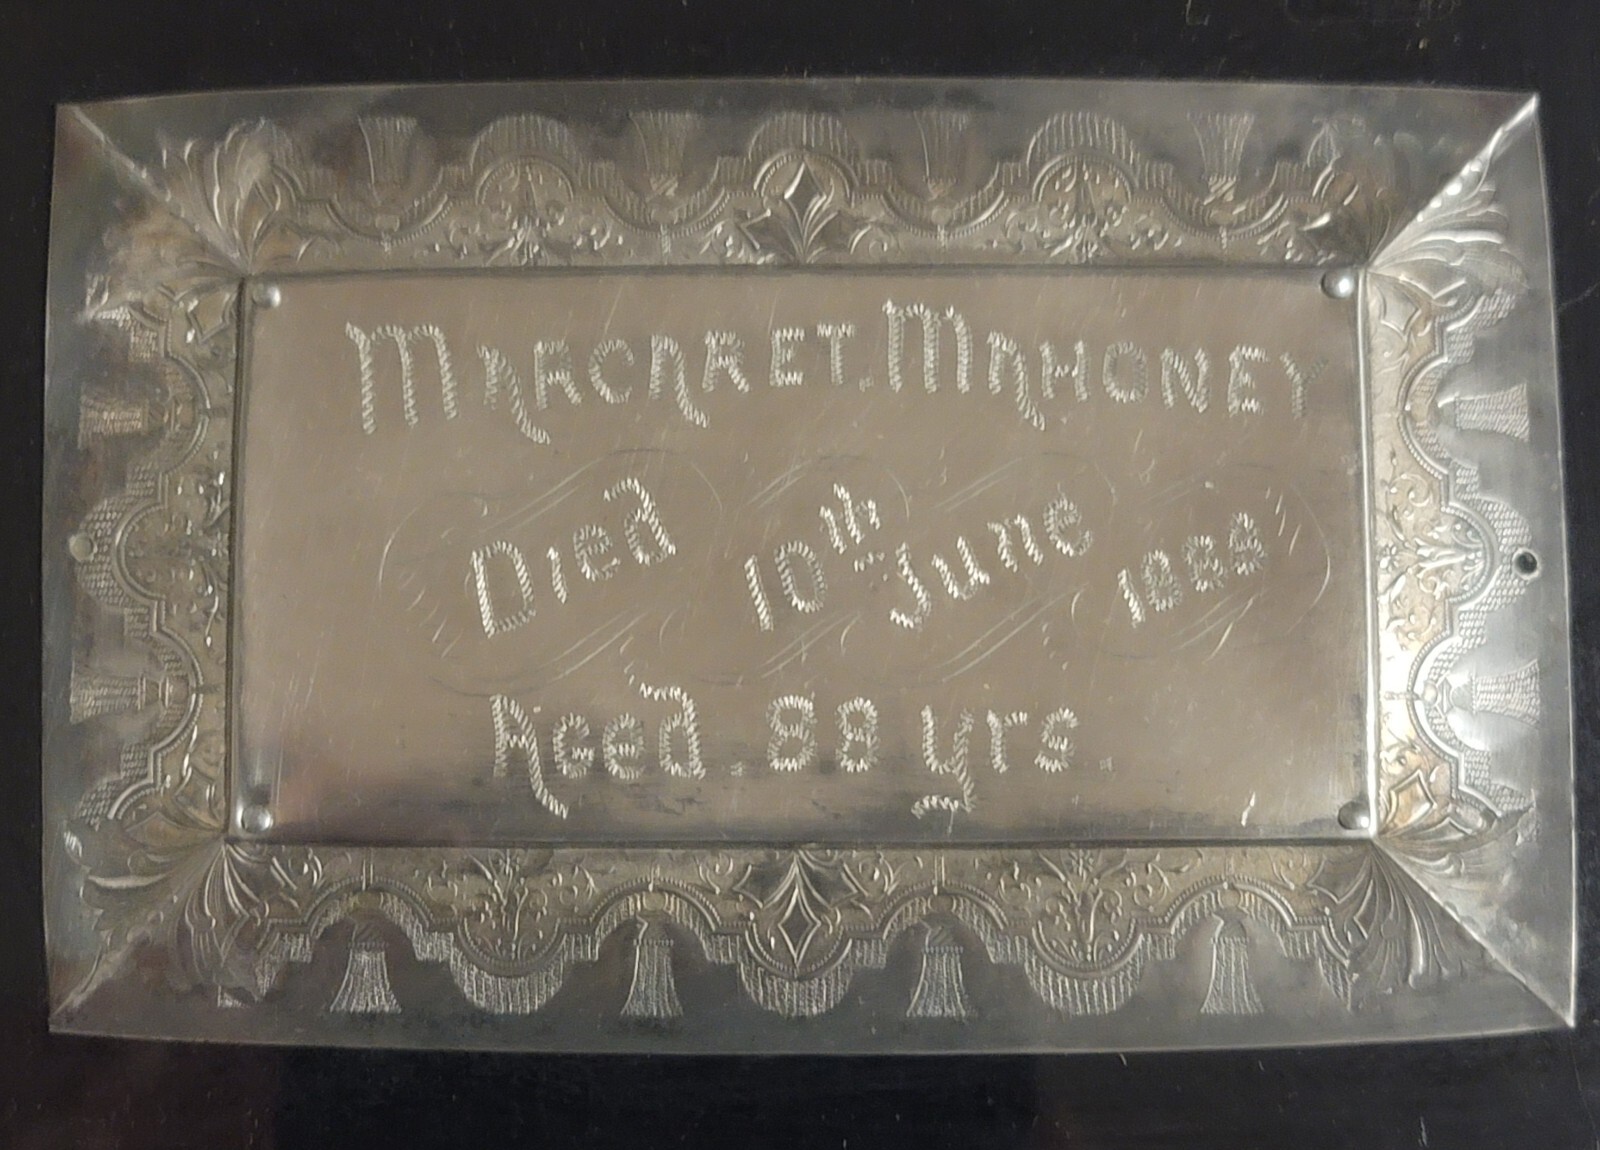 MARGARET. MAHONEY
Died 10th June 1888
Aged. 88 yrs.